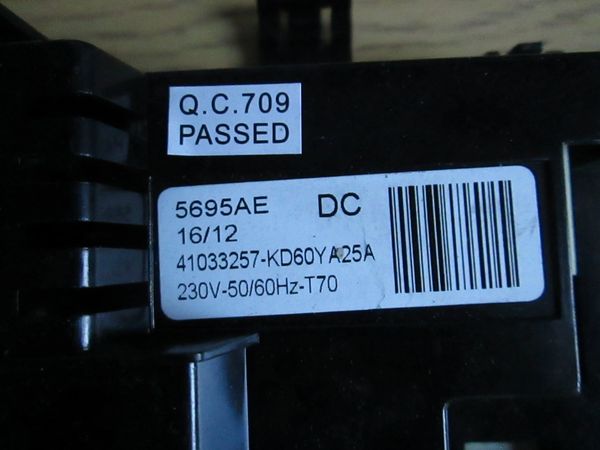 Q.C.709
PASSED
5695AE DC
16/12
41033257-KD60YA25A
230V-50/60Hz-T70